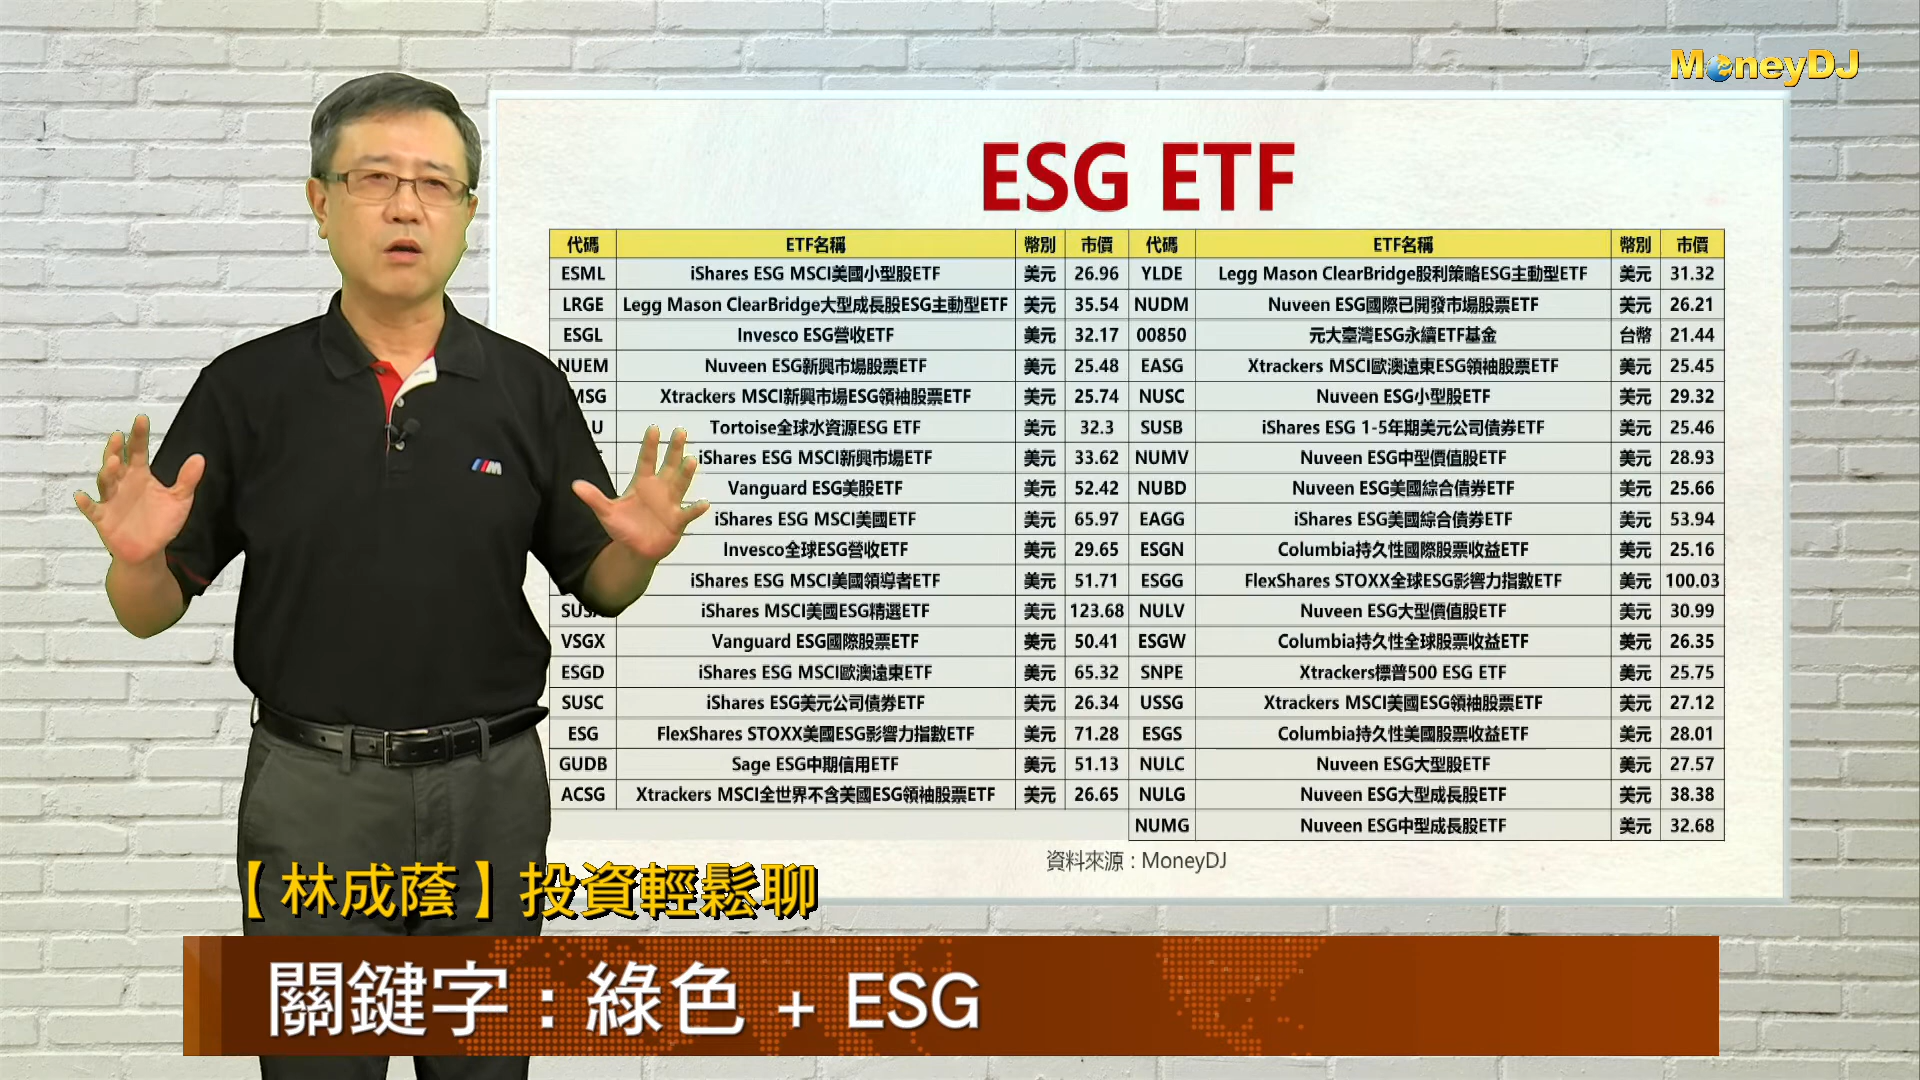 MoneyDJ
ESG ETF
代碼 ETF名稱 幣別 市價 代碼 ETF名稱 幣別 市價
ESML iShares ESG MSCI美國小型股ETF 美元 26.96 YLDE Legg Mason ClearBridge股利策略ESG主動型ETF 美元 31.32
LRGE Legg Mason ClearBridge大型成長股ESG主動型ETF 美元 35.54 NUDM Nuveen ESG國際已開發市場股票ETF 美元 26.21
ESGL Invesco ESG營收ETF 美元 32.17 00850 元大臺灣ESG永續ETF基金 台幣 21.44
NUEM Nuveen ESG新興市場股票ETF 美元 25.48 EASG Xtrackers MSCI歐澳遠東ESG領袖股票ETF 美元 25.45
MSG Xtrackers MSCI新興市場ESG領袖股票ETF 美元 25.74 NUSC Nuveen ESG小型股ETF 美元 29.32
U Tortoise全球水資源ESG ETF 美元 32.3 SUSB iShares ESG 1-5年期美元公司債券ETF 美元 25.46
iShares ESG MSCI新興市場ETF 美元 33.62 NUMV Nuveen ESG中型價值股ETF 美元 28.93
Vanguard ESG美股ETF 美元 52.42 NUBD Nuveen ESG美國綜合債券ETF 美元 25.66
iShares ESG MSCI美國ETF 美元 65.97 EAGG iShares ESG美國綜合債券ETF 美元 53.94
Invesco全球ESG營收ETF 美元 29.65 ESGN Columbia持久性國際股票收益ETF 美元 25.16
iShares ESG MSCI美國領導者ETF 美元 51.71 ESGG FlexShares STOXX全球ESG影響力指數ETF 美元 100.03
SUS iShares MSCI美國ESG精選ETF 美元 123.68 NULV Nuveen ESG大型價值股ETF 美元 30.99
VSGX Vanguard ESG國際股票ETF 美元 50.41 ESGW Columbia持久性全球股票收益ETF 美元 26.35
ESGD iShares ESG MSCI歐澳遠東ETF 美元 65.32 SNPE Xtrackers標普500 ESG ETF 美元 25.75
SUSC iShares ESG美元公司債券ETF 美元 26.34 USSG Xtrackers MSCI美國ESG領袖股票ETF 美元 27.12
ESG FlexShares STOXX美國ESG影響力指數ETF 美元 71.28 ESGS Columbia持久性美國股票收益ETF 美元 28.01
GUDB Sage ESG中期信用ETF 美元 51.13 NULC Nuveen ESG大型股ETF 美元 27.57
ACSG Xtrackers MSCI全世界不含美國ESG領袖股票ETF 美元 26.65 NULG Nuveen ESG大型成長股ETF 美元 38.38
NUMG Nuveen ESG中型成長股ETF 美元 32.68
資料來源：MoneyDJ
【林成蔭】投資輕鬆聊
關鍵字：綠色 + ESG